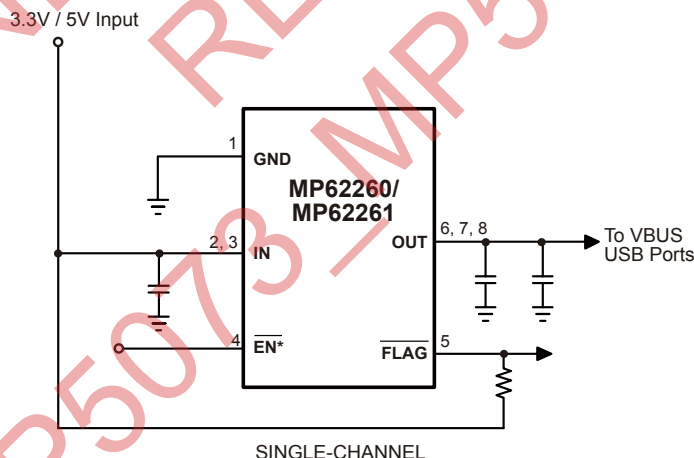 3.3V / 5V Input
1
GND
MP62260/
MP62261
2, 3
IN
OUT
6, 7, 8
To VBUS
USB Ports
4
EN*
FLAG
5
SINGLE-CHANNEL